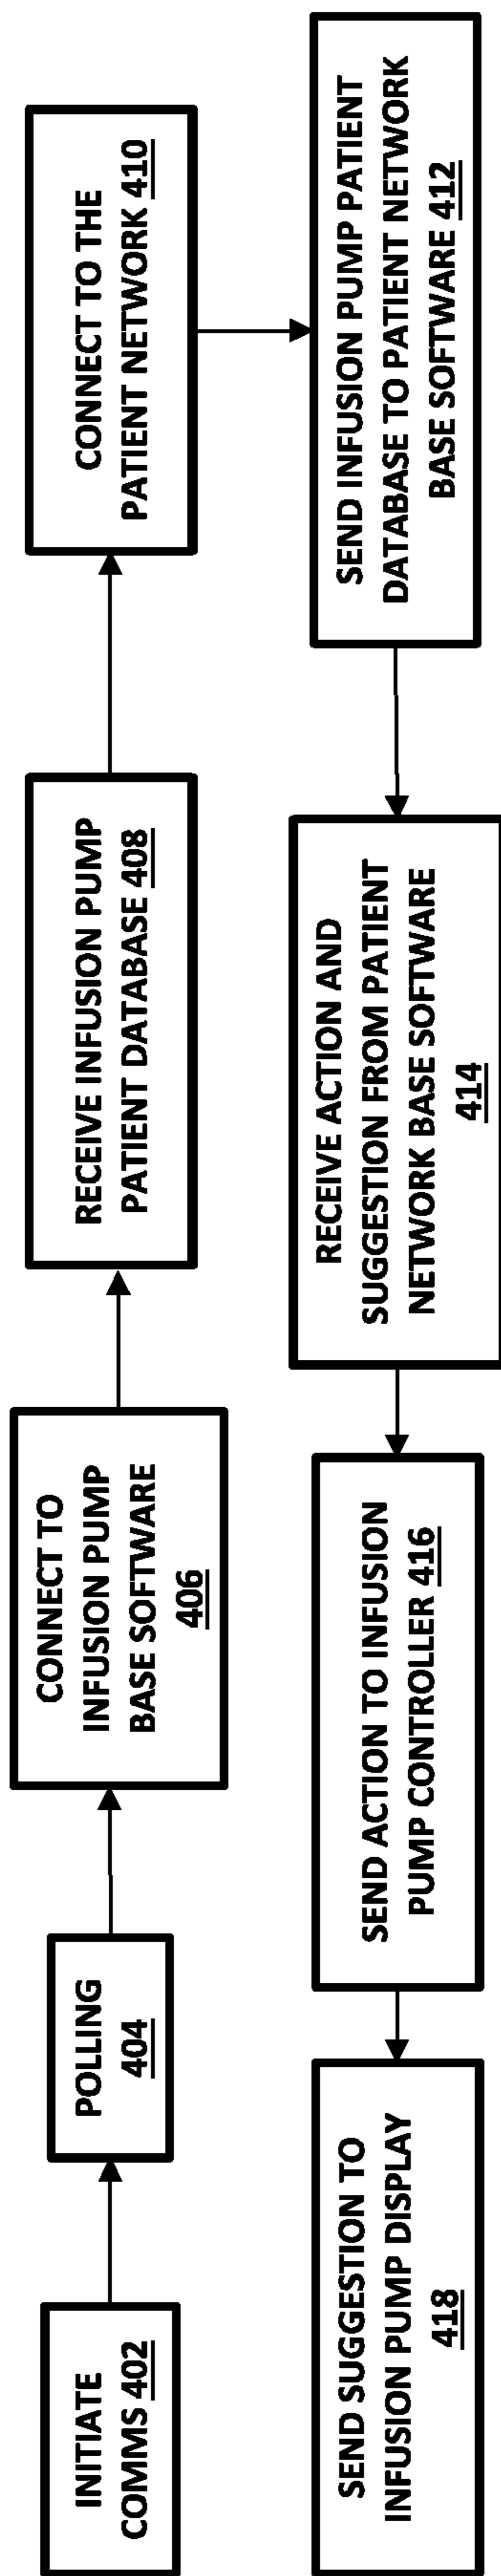 INITIATE
COMMS 402
POLLING
404
CONNECT TO
INFUSION PUMP
BASE SOFTWARE
406
RECEIVE INFUSION PUMP
PATIENT DATABASE 408
CONNECT TO THE
PATIENT NETWORK 410
SEND INFUSION PUMP PATIENT
DATABASE TO PATIENT NETWORK
BASE SOFTWARE 412
RECEIVE ACTION AND
SUGGESTION FROM PATIENT
NETWORK BASE SOFTWARE
414
SEND ACTION TO INFUSION
PUMP CONTROLLER 416
SEND SUGGESTION TO
INFUSION PUMP DISPLAY
418